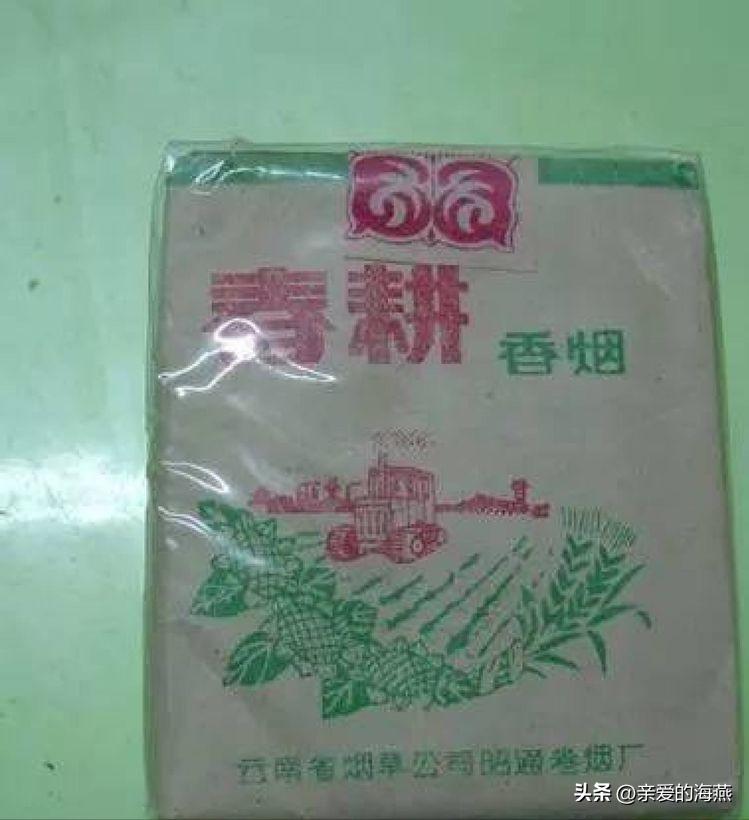 春耕
香烟
云南省烟草公司昭通卷烟厂
头条 @亲爱的海燕